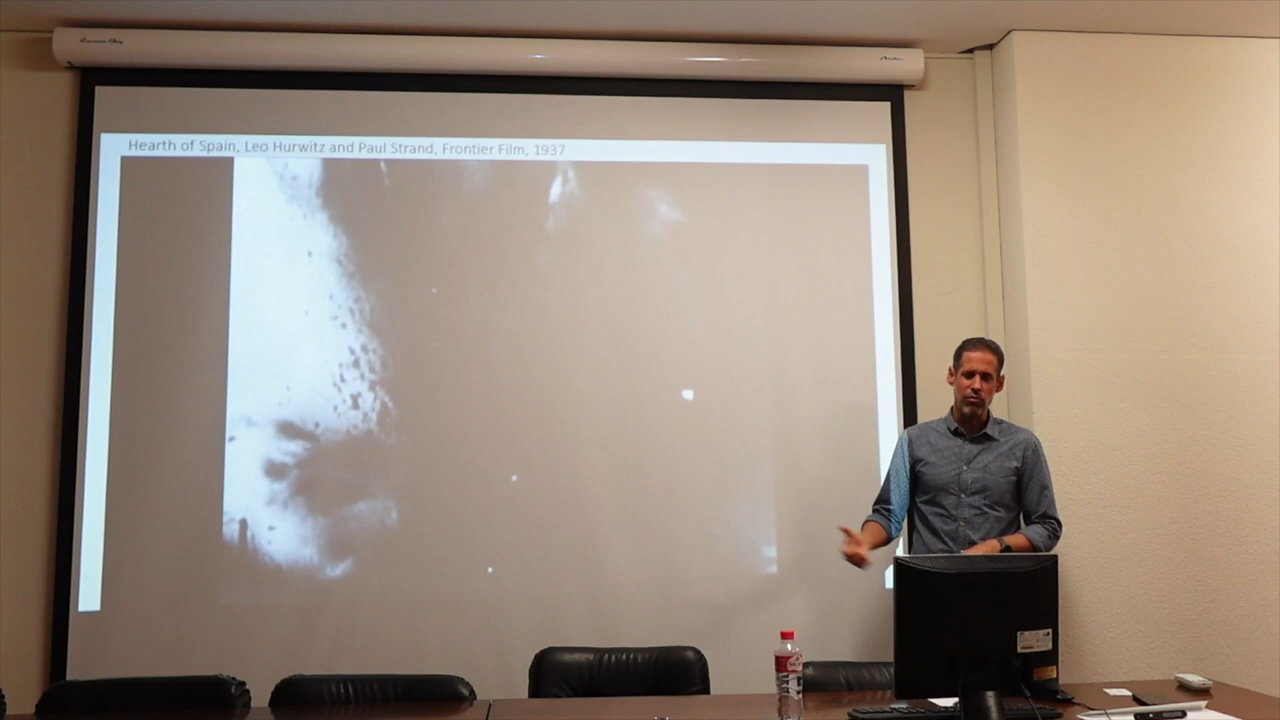 Hearth of Spain, Leo Hurwitz and Paul Strand, Frontier Film, 1937